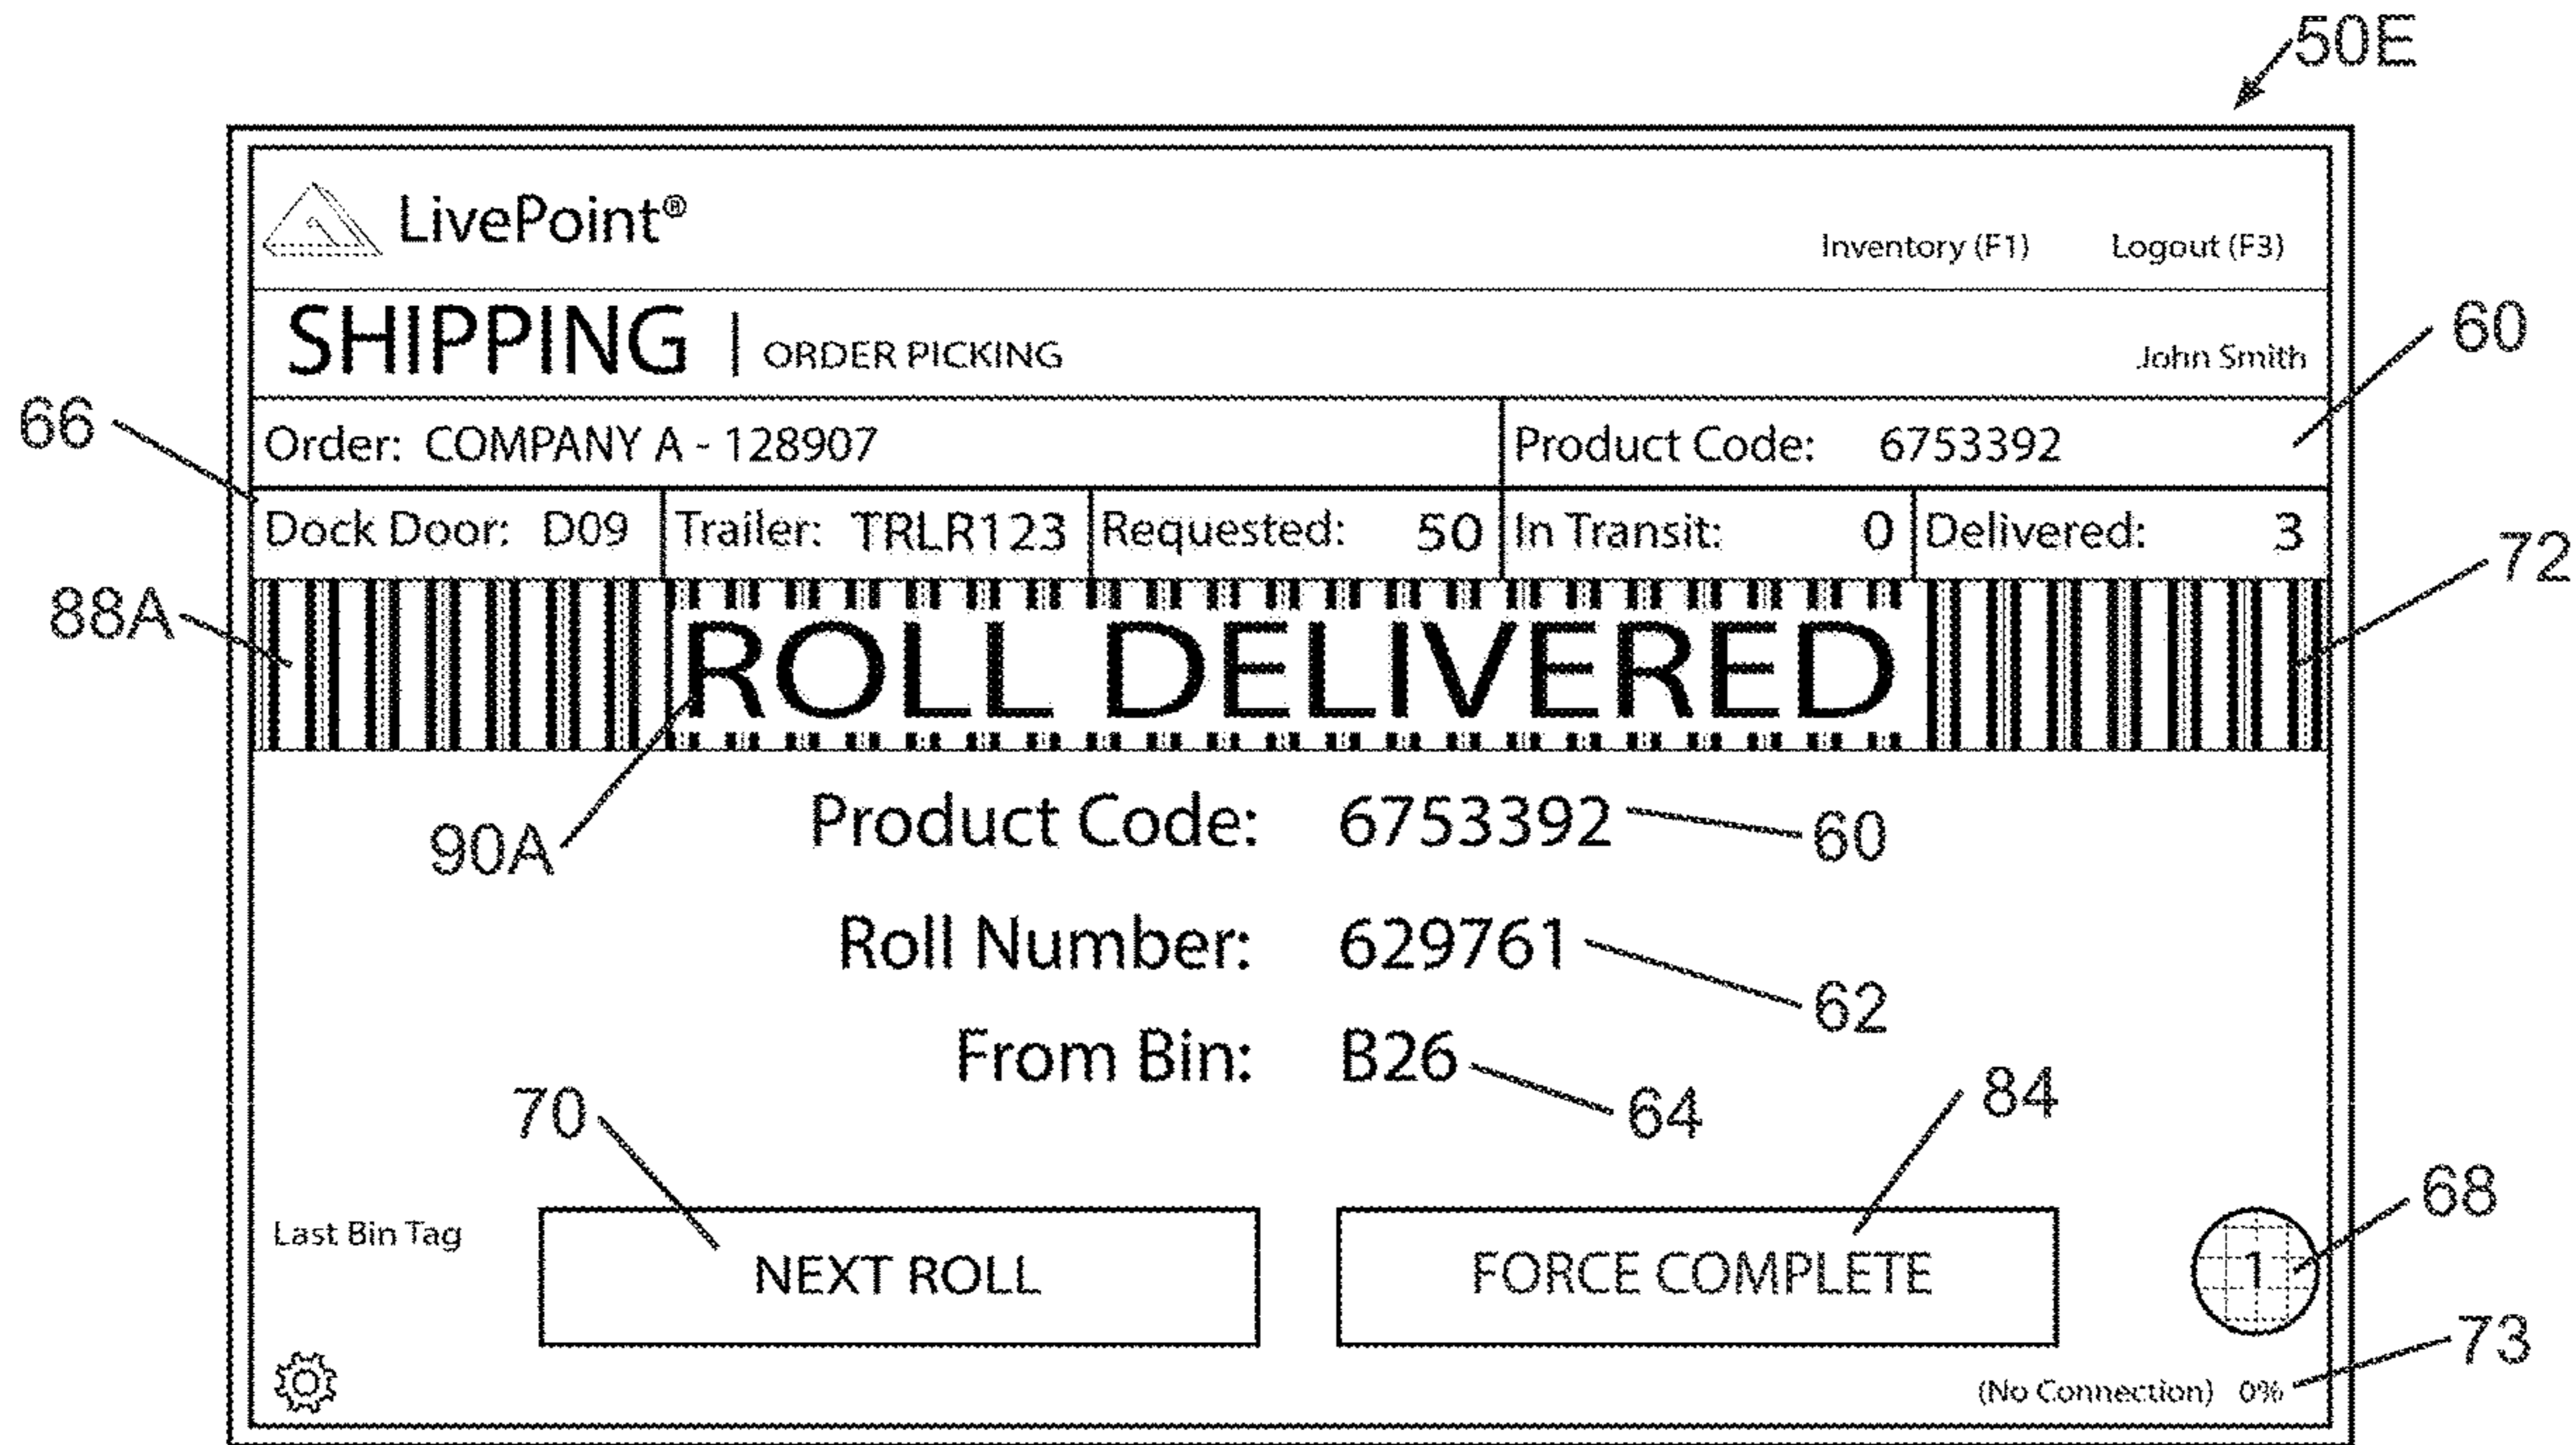 50E
LivePoint®
Inventory (F1) Logout (F3)
SHIPPING | ORDER PICKING
John Smith
60
66
Order: COMPANY A - 128907
Product Code: 6753392
Dock Door: D09 Trailer: TRLR123 Requested: 50 In Transit: 0 Delivered: 3
72
88A
ROLL DELIVERED
90A
Product Code: 6753392
60
Roll Number: 629761
62
From Bin: B26
64
70
84
68
Last Bin Tag
NEXT ROLL
FORCE COMPLETE
1
73
(No Connection) 0%